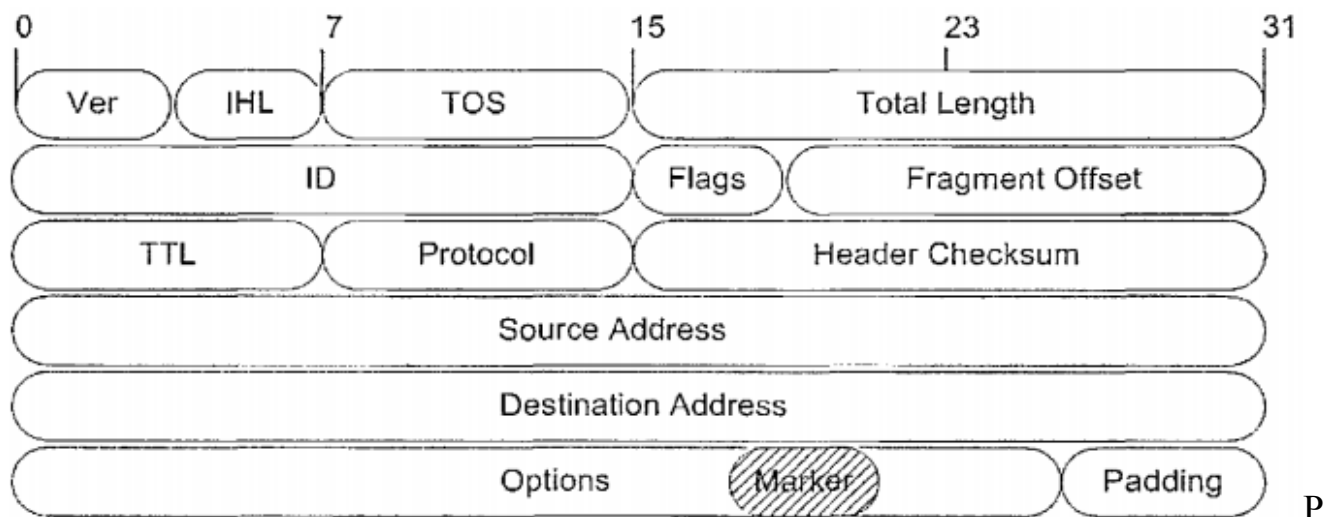 0 7 15 23 31
Ver IHL TOS Total Length
ID Flags Fragment Offset
TTL Protocol Header Checksum
Source Address
Destination Address
Options Marker Padding
P